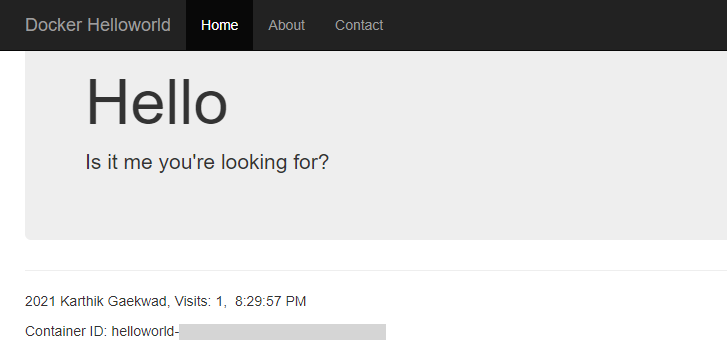 Docker Helloworld Home About Contact
Hello
Is it me you're looking for?
2021 Karthik Gaekwad, Visits: 1, 8:29:57 PM
Container ID: helloworld-